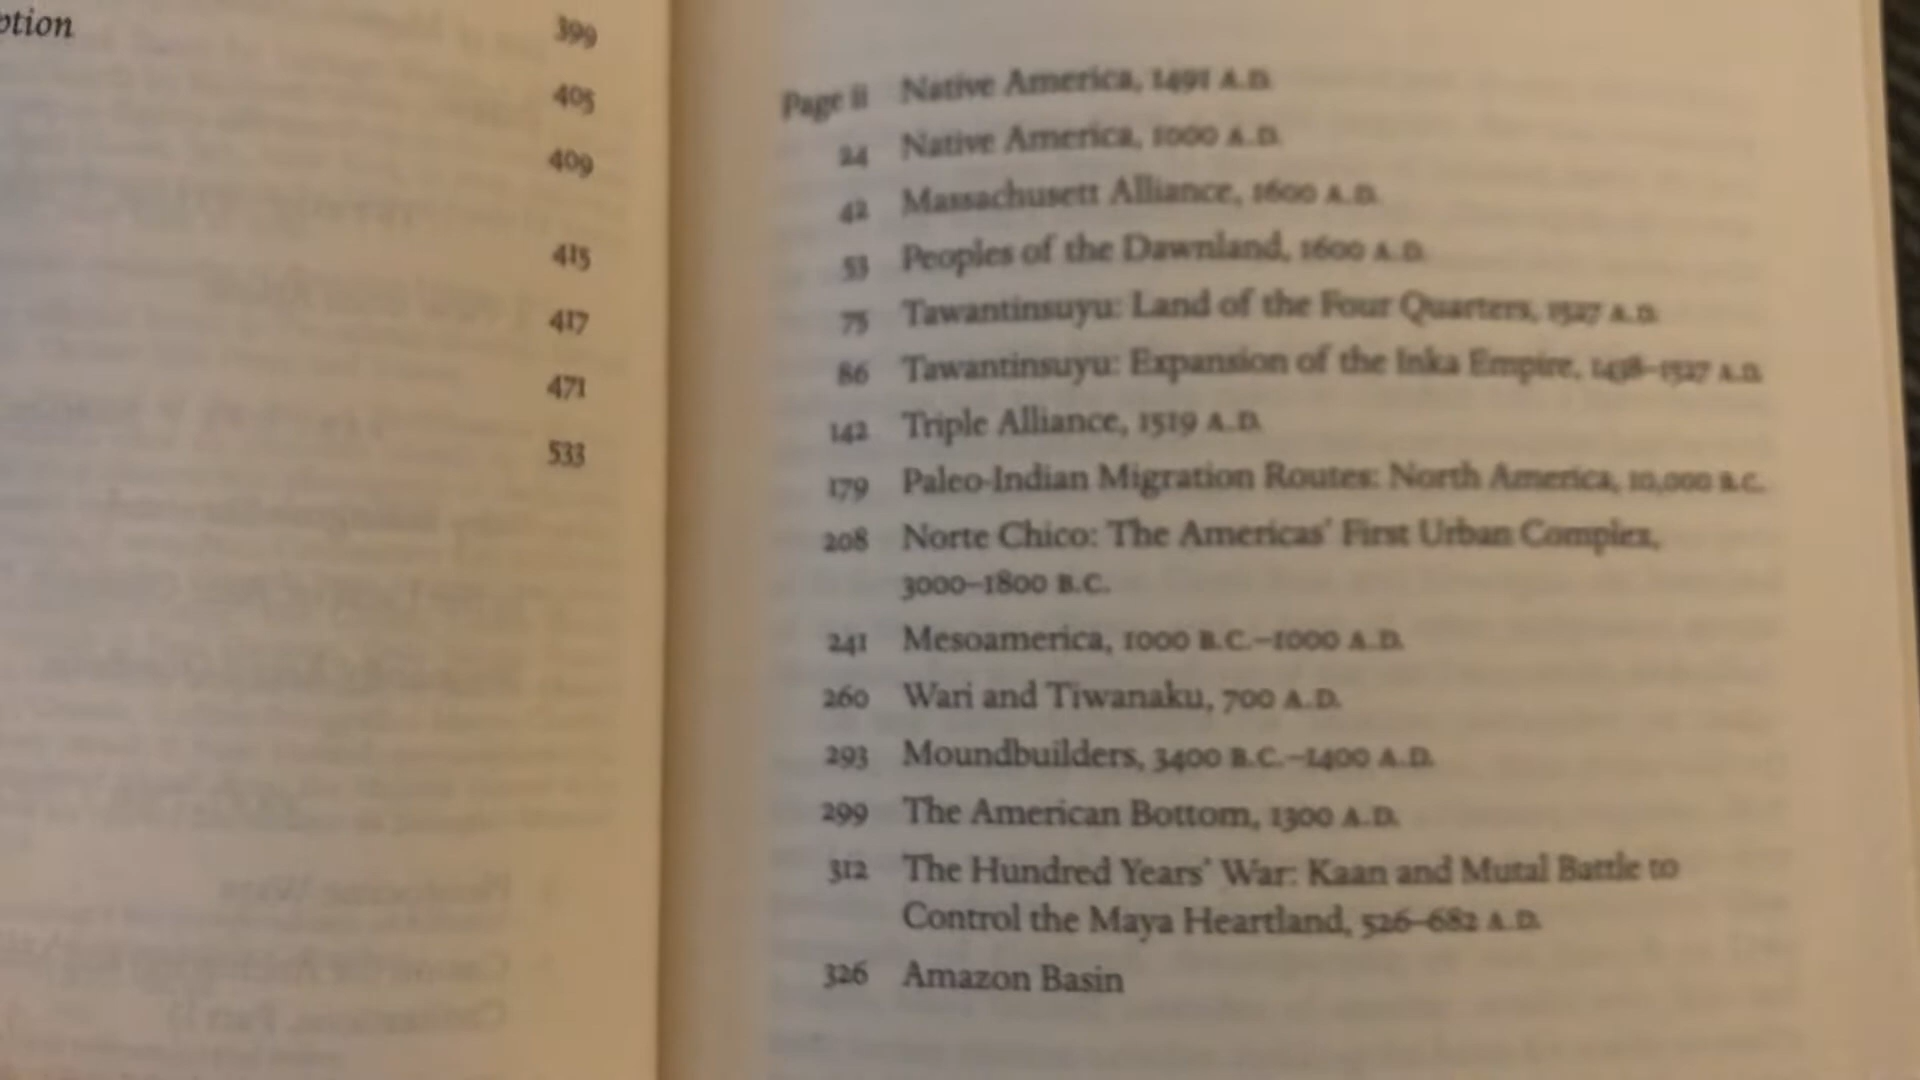 ption 399
405
409
415
417
471
533
Page ii Native America, 1491 A.D.
24 Native America, 1000 A.D.
42 Massachusett Alliance, 1600 A.D.
53 Peoples of the Dawnland, 1600 A.D.
75 Tawantinsuyu: Land of the Four Quarters, 1527 A.D.
86 Tawantinsuyu: Expansion of the Inka Empire, 1438–1527 A.D.
142 Triple Alliance, 1519 A.D.
179 Paleo-Indian Migration Routes: North America, 10,000 B.C.
208 Norte Chico: The Americas' First Urban Complex,
3000–1800 B.C.
241 Mesoamerica, 1000 B.C.–1000 A.D.
260 Wari and Tiwanaku, 700 A.D.
293 Moundbuilders, 3400 B.C.–1400 A.D.
299 The American Bottom, 1300 A.D.
312 The Hundred Years' War: Kaan and Mutal Battle to
Control the Maya Heartland, 526–682 A.D.
326 Amazon Basin